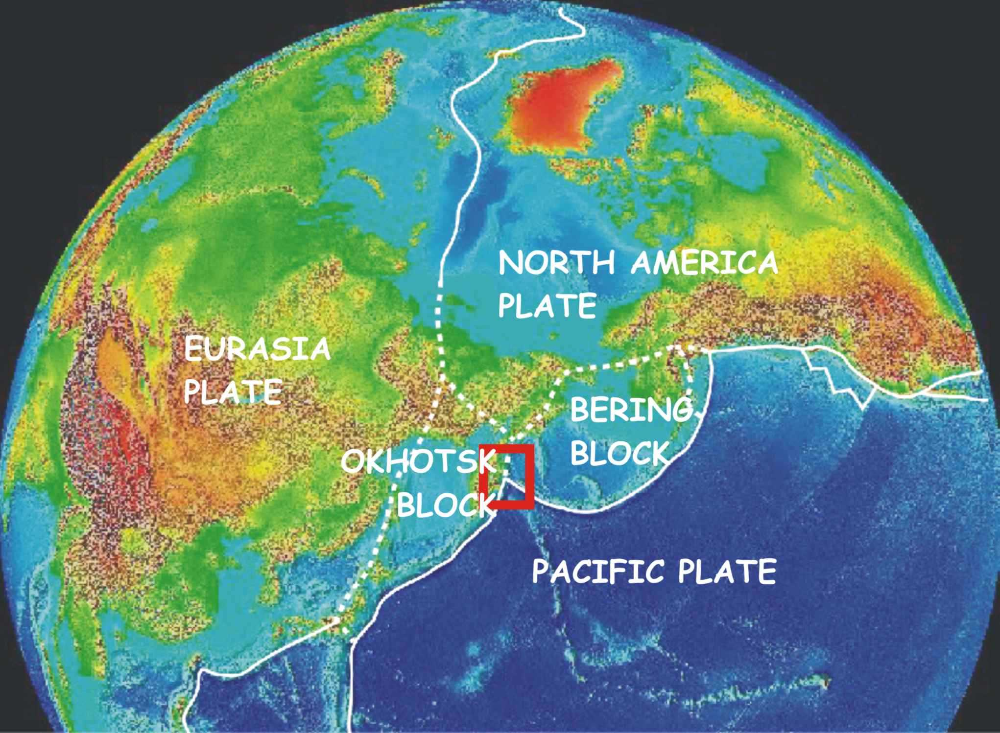 NORTH AMERICA
PLATE
EURASIA
PLATE
BERING
BLOCK
OKHOTSK
BLOCK
PACIFIC PLATE